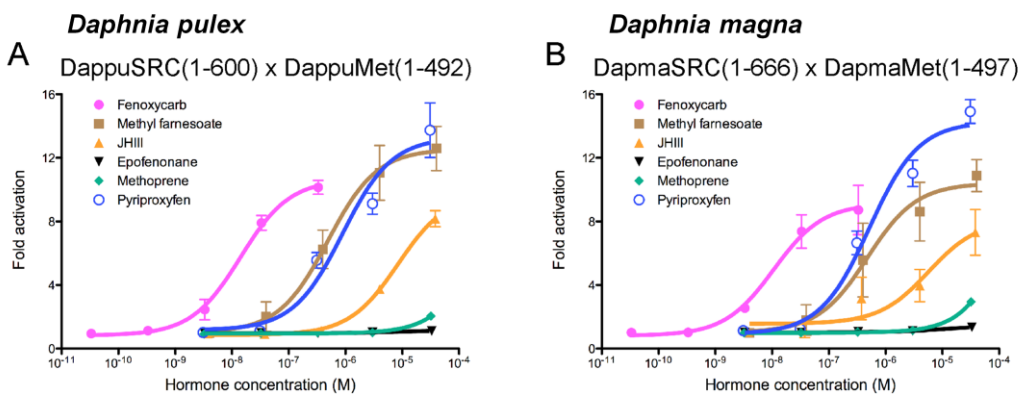 Daphnia pulex
A
DappuSRC(1-600) x DappuMet(1-492)
16
12
8
4
0
Fold activation
Fenoxycarb
Methyl farnesoate
JHIII
Epofenonane
Methoprene
Pyriproxyfen
10-11
10-10
10-9
10-8
10-7
10-6
10-5
10-4
Hormone concentration (M)
Daphnia magna
B
DapmaSRC(1-666) x DapmaMet(1-497)
16
12
8
4
0
Fold activation
Fenoxycarb
Methyl farnesoate
JHIII
Epofenonane
Methoprene
Pyriproxyfen
10-11
10-10
10-9
10-8
10-7
10-6
10-5
10-4
Hormone concentration (M)